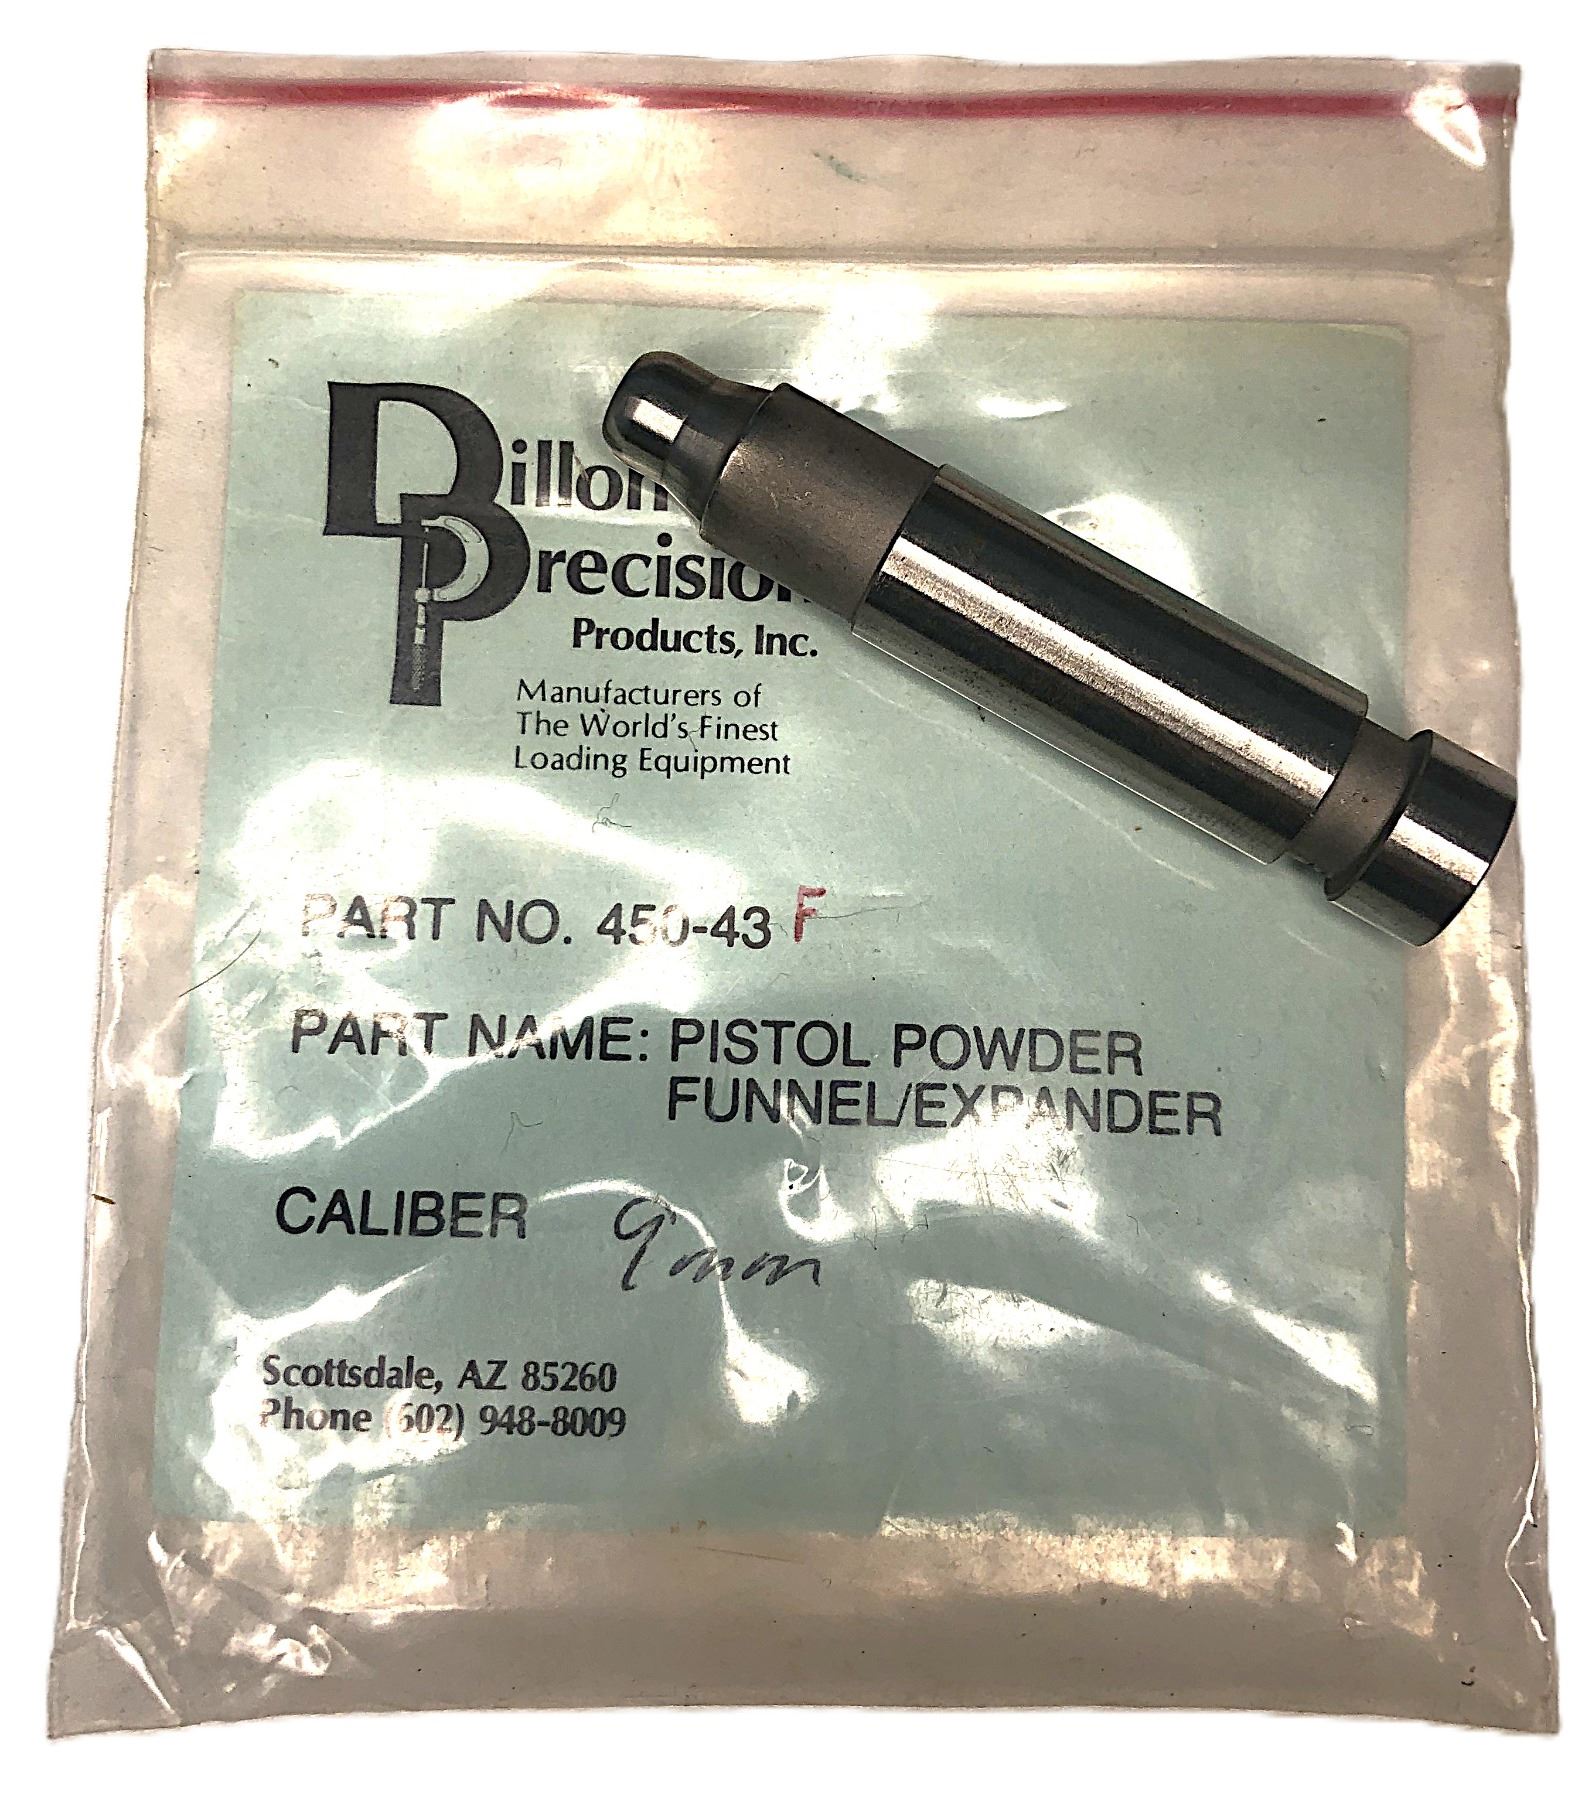 Dillon
Precision
Products, Inc.
Manufacturers of
The World's Finest
Loading Equipment
PART NO. 450-43 F
PART NAME: PISTOL POWDER
FUNNEL/EXPANDER
CALIBER 9mm
Scottsdale, AZ 85260
Phone (602) 948-8009